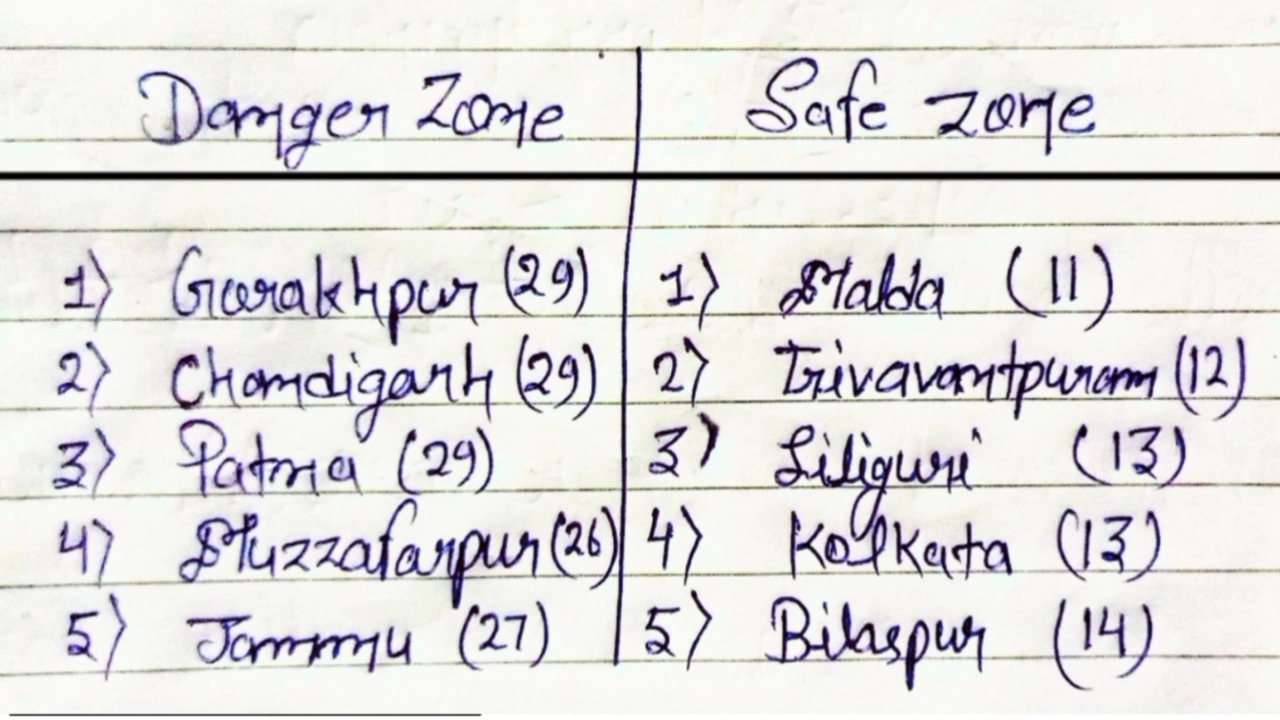 Danger Zone Safe zone
1) Gorakhpur (29) 1) Malda (11)
2) Chandigarh (29) 2) Trivavantpuram (12)
3) Patna (29) 3) Siliguri (13)
4) Muzzafarpur (26) 4) Kolkata (13)
5) Jammu (27) 5) Bilaspur (14)